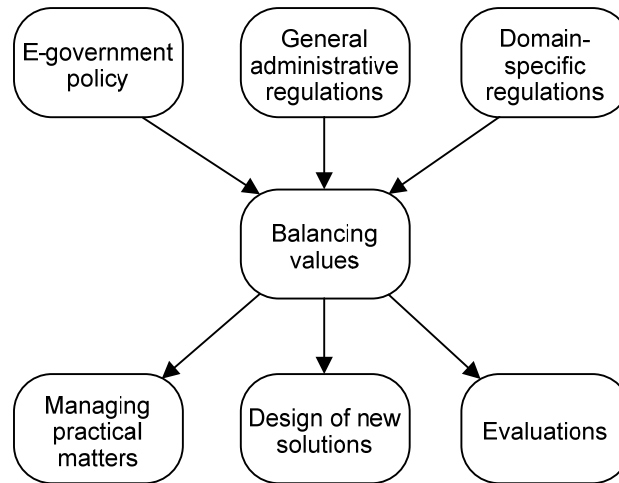 E-government
policy
General
administrative
regulations
Domain-
specific
regulations
Balancing
values
Managing
practical
matters
Design of new
solutions
Evaluations